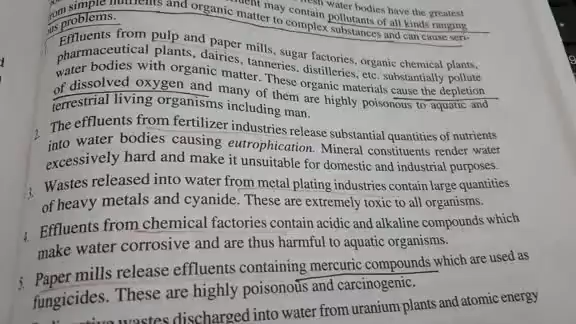 esh water bodies have the greatest
uent may contain pollutants of all kinds ranging
from simple nutrients and organic matter to complex substances and can cause seri-
us problems.
Effluents from pulp and paper mills, sugar factories, organic chemical plants,
pharmaceutical plants, dairies, tanneries, distilleries, etc. substantially pollute
water bodies with organic matter. These organic materials cause the depletion
of dissolved oxygen and many of them are highly poisonous to aquatic and
terrestrial living organisms including man.
2. The effluents from fertilizer industries release substantial quantities of nutrients
into water bodies causing eutrophication. Mineral constituents render water
excessively hard and make it unsuitable for domestic and industrial purposes.
3. Wastes released into water from metal plating industries contain large quantities
of heavy metals and cyanide. These are extremely toxic to all organisms.
4. Effluents from chemical factories contain acidic and alkaline compounds which
make water corrosive and are thus harmful to aquatic organisms.
5. Paper mills release effluents containing mercuric compounds which are used as
fungicides. These are highly poisonous and carcinogenic.
wastes discharged into water from uranium plants and atomic energy